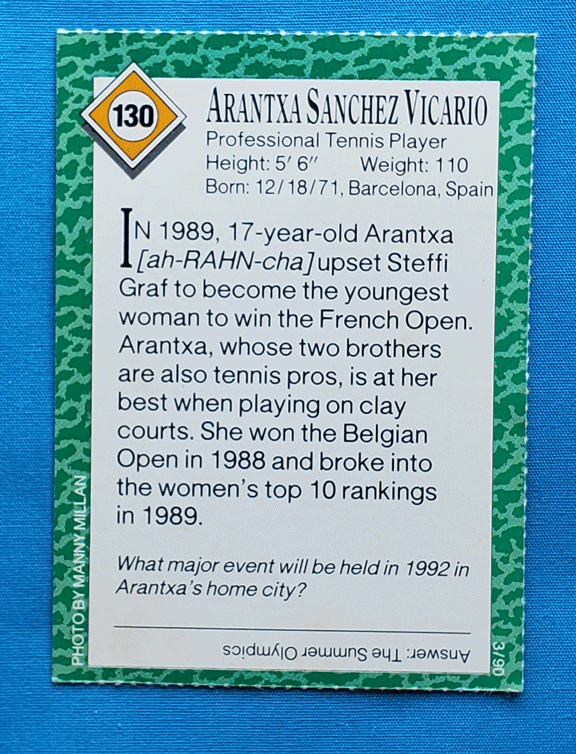 130
ARANTXA SANCHEZ VICARIO
Professional Tennis Player
Height: 5' 6" Weight: 110
Born: 12/18/71, Barcelona, Spain
IN 1989, 17-year-old Arantxa
[ah-RAHN-cha] upset Steffi
Graf to become the youngest
woman to win the French Open.
Arantxa, whose two brothers
are also tennis pros, is at her
best when playing on clay
courts. She won the Belgian
Open in 1988 and broke into
the women's top 10 rankings
in 1989.
What major event will be held in 1992 in
Arantxa's home city?
Answer: The Summer Olympics
PHOTO BY MANNY MILLAN
3/90